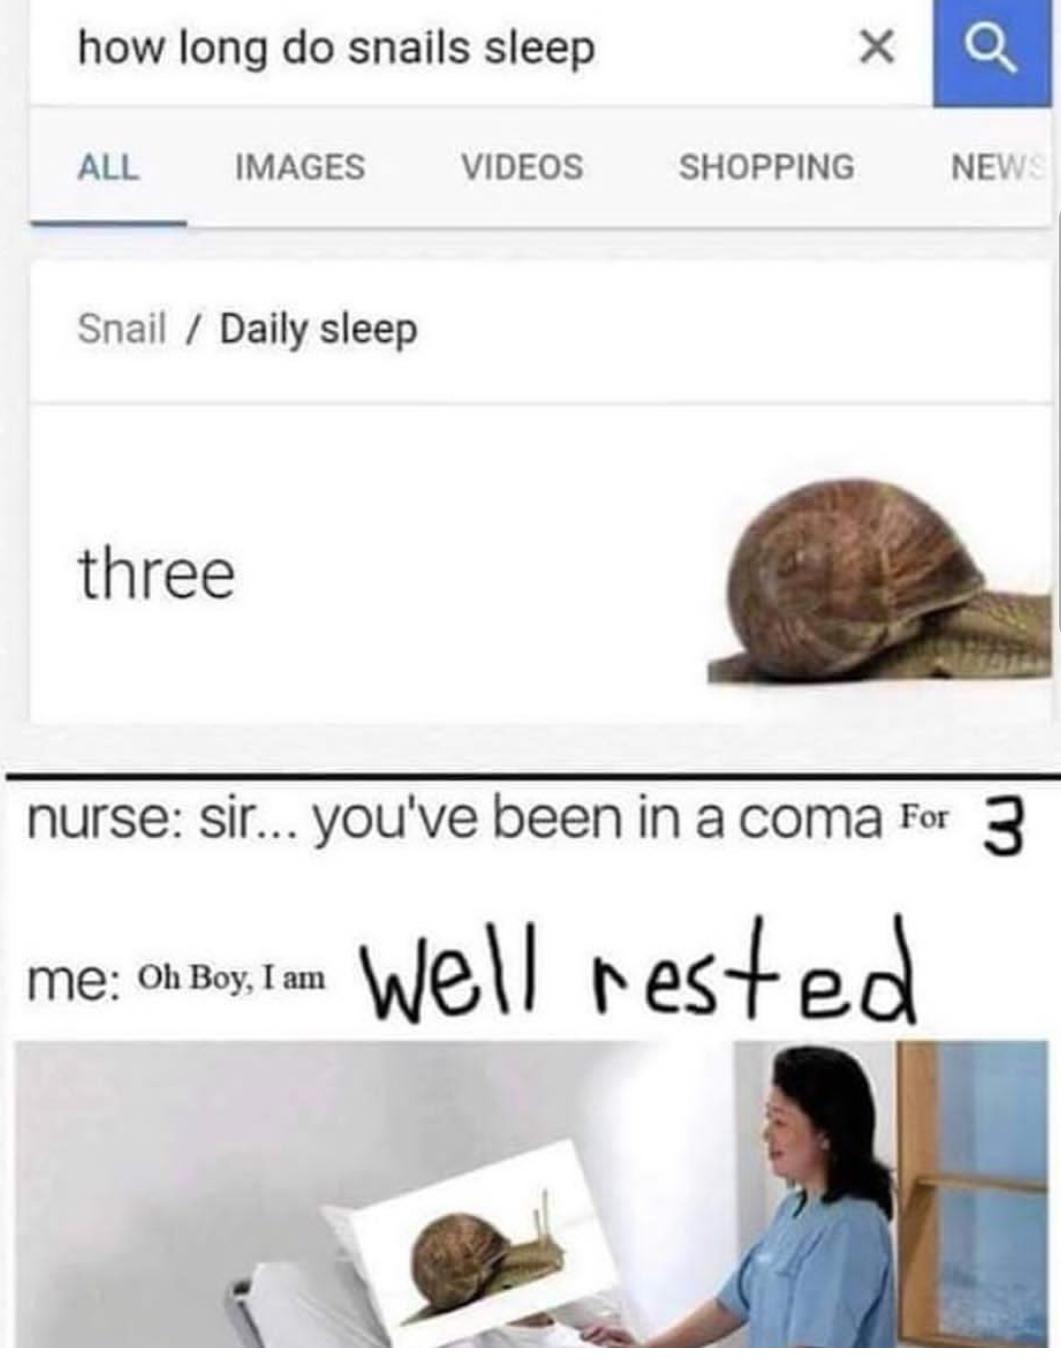 how long do snails sleep
ALL IMAGES VIDEOS SHOPPING NEWS
Snail / Daily sleep
three
nurse: sir... you've been in a coma For 3
me: Oh Boy, I am well rested